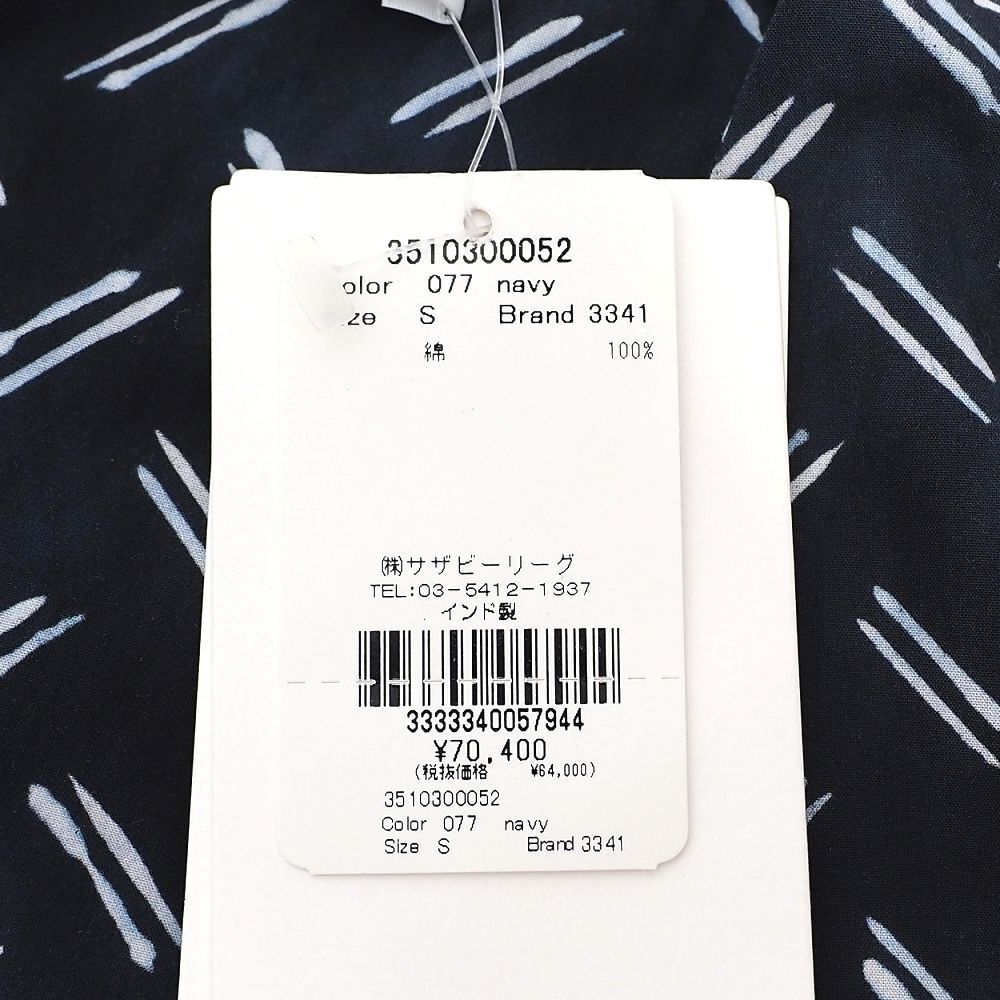 3510300052
olor 077 navy
ze S Brand 3341
綿 100%
㈱サザビーリーグ
TEL:03-5412-1937
インド製
3333340057944
¥70,400
(税抜価格 ¥64,000)
3510300052
Color 077 navy
Size S Brand 3341